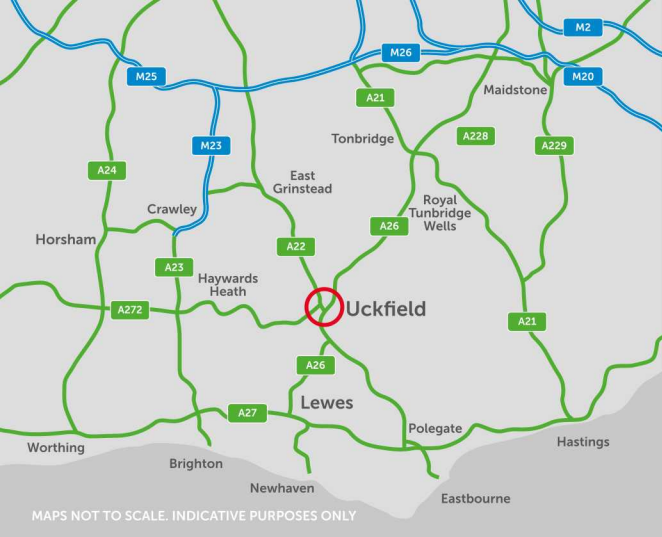 M2
M26
M25
M20
Maidstone
A21
Tonbridge
A228
M23
A229
A24
East
Grinstead
Royal
Tunbridge
Wells
Crawley
A26
Horsham
A22
A23
Haywards
Heath
A272
Uckfield
A21
A26
Lewes
A27
Polegate
Worthing
Hastings
Brighton
Newhaven
Eastbourne
MAPS NOT TO SCALE. INDICATIVE PURPOSES ONLY